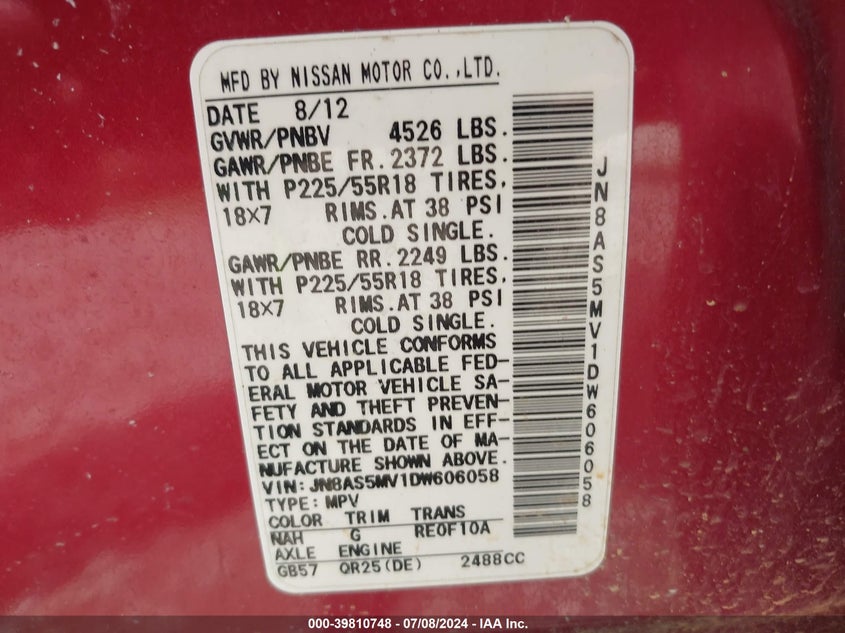 MFD BY NISSAN MOTOR CO.,LTD.
DATE 8/12
GVWR/PNBV 4526 LBS.
GAWR/PNBE FR. 2372 LBS.
WITH P225/55R18 TIRES,
18X7 RIMS.AT 38 PSI
COLD SINGLE.
GAWR/PNBE RR. 2249 LBS.
WITH P225/55R18 TIRES,
18X7 RIMS.AT 38 PSI
COLD SINGLE.
THIS VEHICLE CONFORMS
TO ALL APPLICABLE FED-
ERAL MOTOR VEHICLE SA-
FETY AND THEFT PREVEN-
TION STANDARDS IN EFF-
ECT ON THE DATE OF MA-
NUFACTURE SHOWN ABOVE.
VIN: JN8AS5MV1DW606058
TYPE: MPV
COLOR TRIM TRANS
NAH G RE0F10A
AXLE ENGINE
GB57 QR25(DE) 2488CC
JN8AS5MV1DW606058
000-39810748 - 07/08/2024 - IAA Inc.